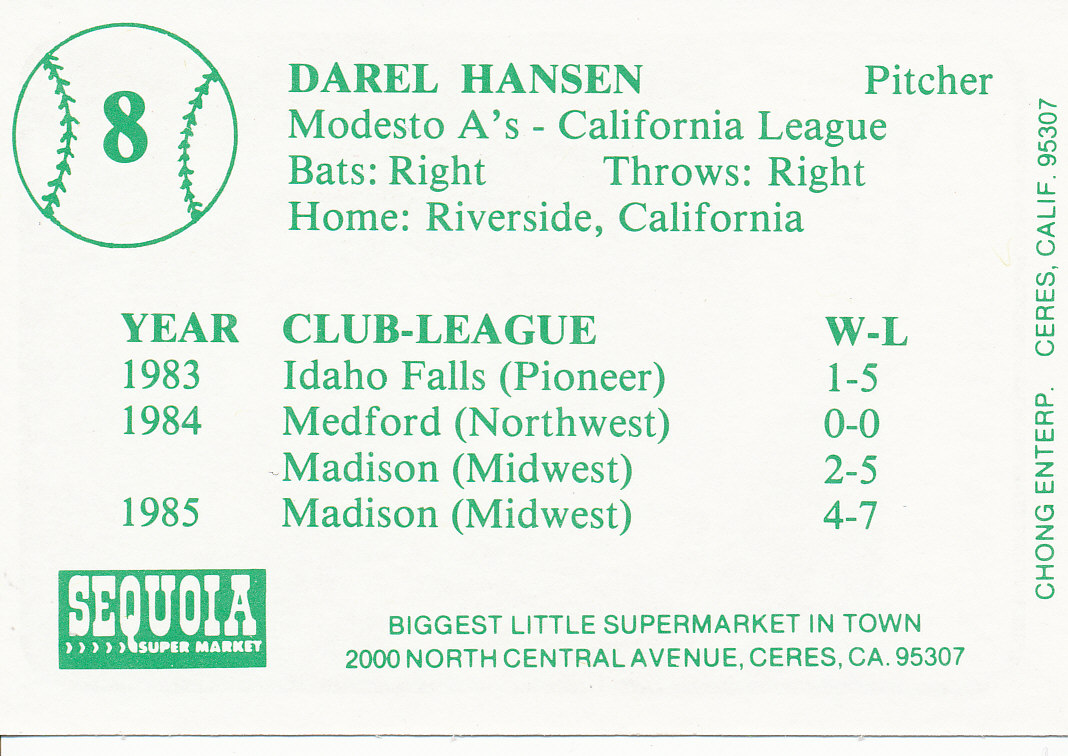 8
DAREL HANSEN Pitcher
Modesto A's - California League
Bats: Right Throws: Right
Home: Riverside, California
YEAR CLUB-LEAGUE W-L
1983 Idaho Falls (Pioneer) 1-5
1984 Medford (Northwest) 0-0
Madison (Midwest) 2-5
1985 Madison (Midwest) 4-7
SEQUOIA
SUPER MARKET
BIGGEST LITTLE SUPERMARKET IN TOWN
2000 NORTH CENTRAL AVENUE, CERES, CA. 95307
CHONG ENTERP. CERES, CALIF. 95307